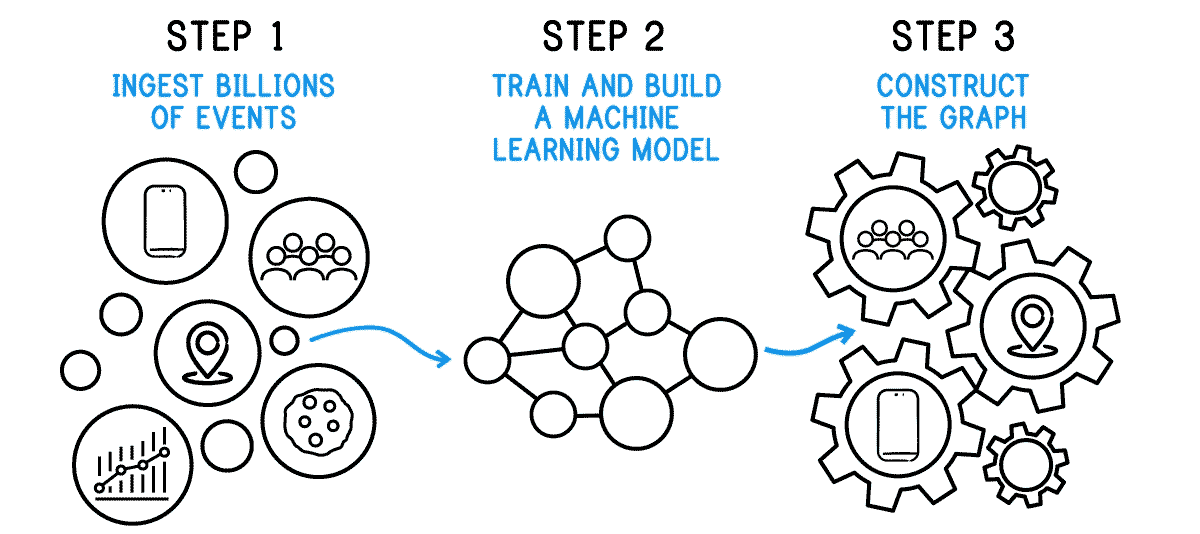 STEP 1
INGEST BILLIONS
OF EVENTS
STEP 2
TRAIN AND BUILD
A MACHINE
LEARNING MODEL
STEP 3
CONSTRUCT
THE GRAPH